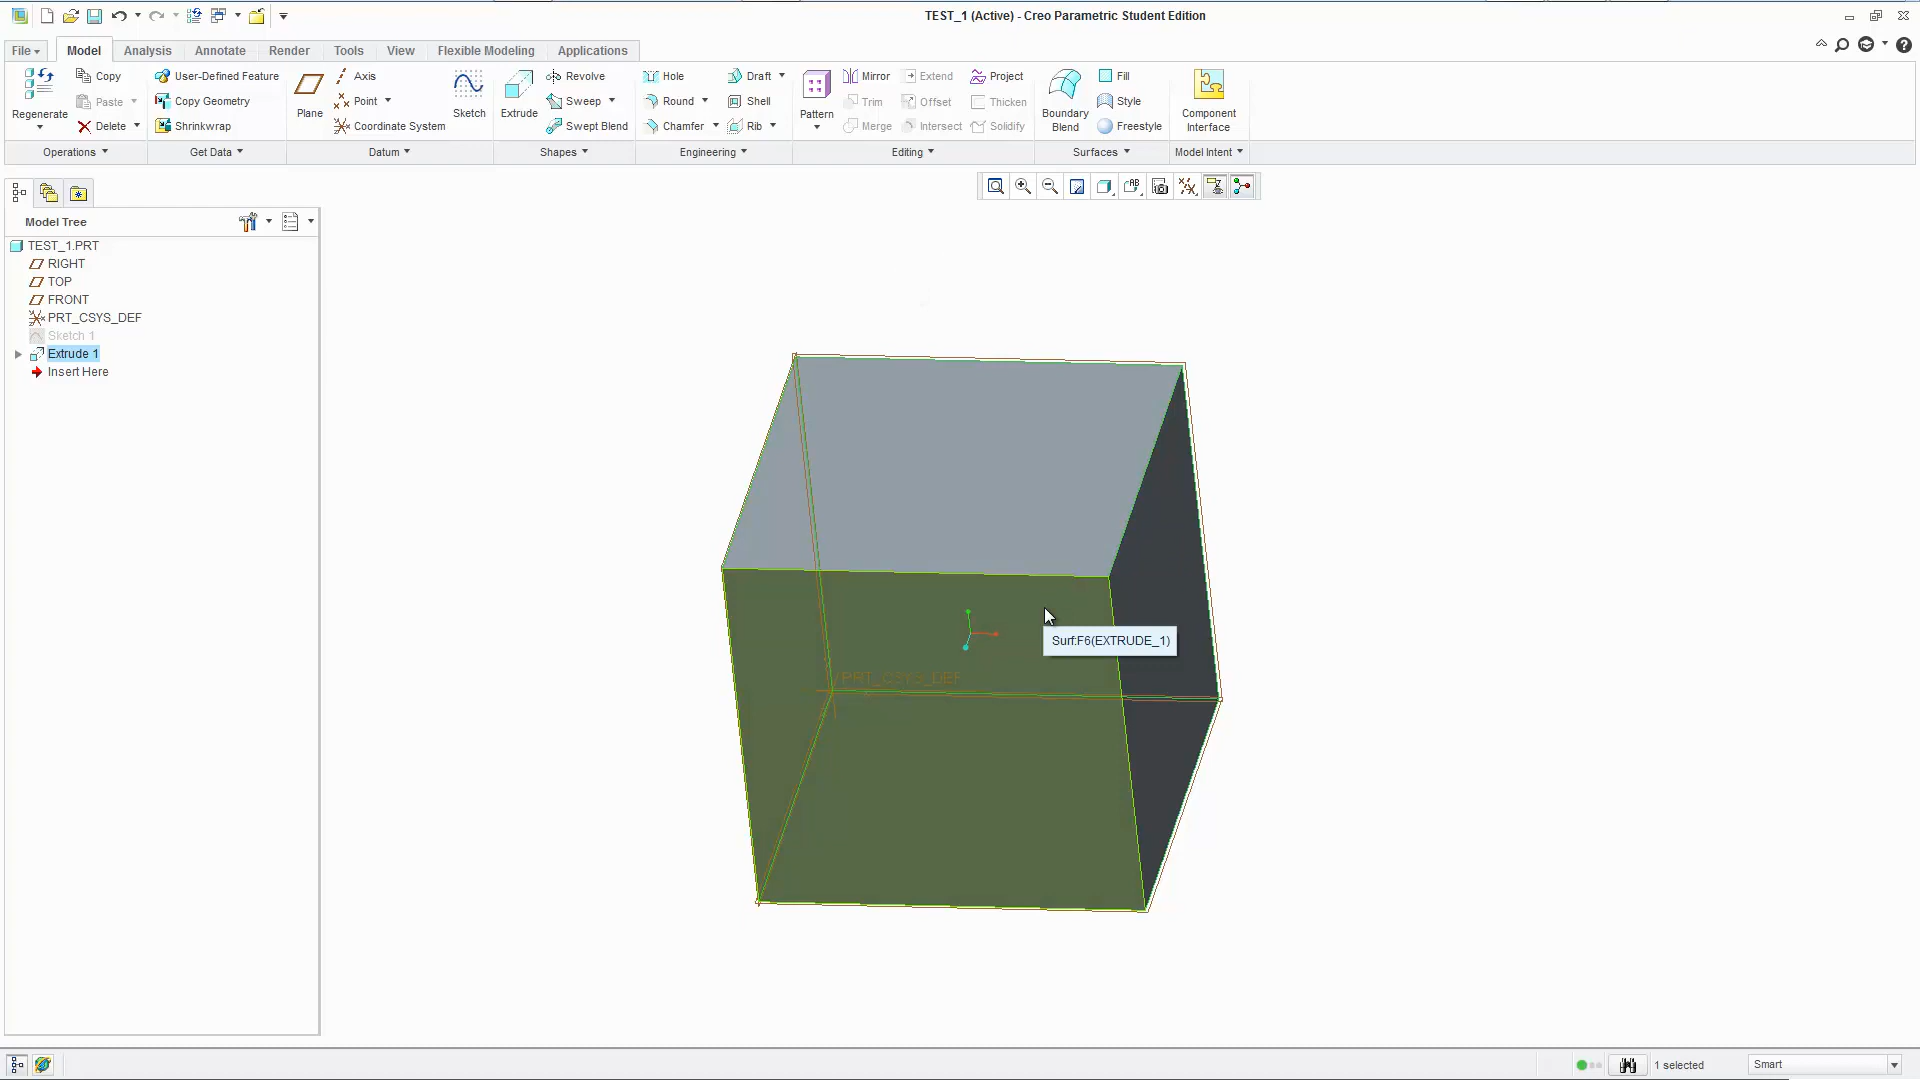 TEST_1 (Active) - Creo Parametric Student Edition
File Model Analysis Annotate Render Tools View Flexible Modeling Applications
Regenerate
Copy
Paste
Delete
Operations
User-Defined Feature
Copy Geometry
Shrinkwrap
Get Data
Plane
Axis
Point
Coordinate System
Sketch
Datum
Extrude
Revolve
Sweep
Swept Blend
Shapes
Hole
Round
Chamfer
Draft
Shell
Rib
Engineering
Pattern
Mirror
Trim
Merge
Extend
Offset
Intersect
Project
Thicken
Solidify
Editing
Boundary
Blend
Fill
Style
Freestyle
Surfaces
Component
Interface
Model Intent
Model Tree
TEST_1.PRT
RIGHT
TOP
FRONT
PRT_CSYS_DEF
Sketch 1
Extrude 1
Insert Here
Surf:F6(EXTRUDE_1)
PRT_CSYS_DEF
1 selected
Smart